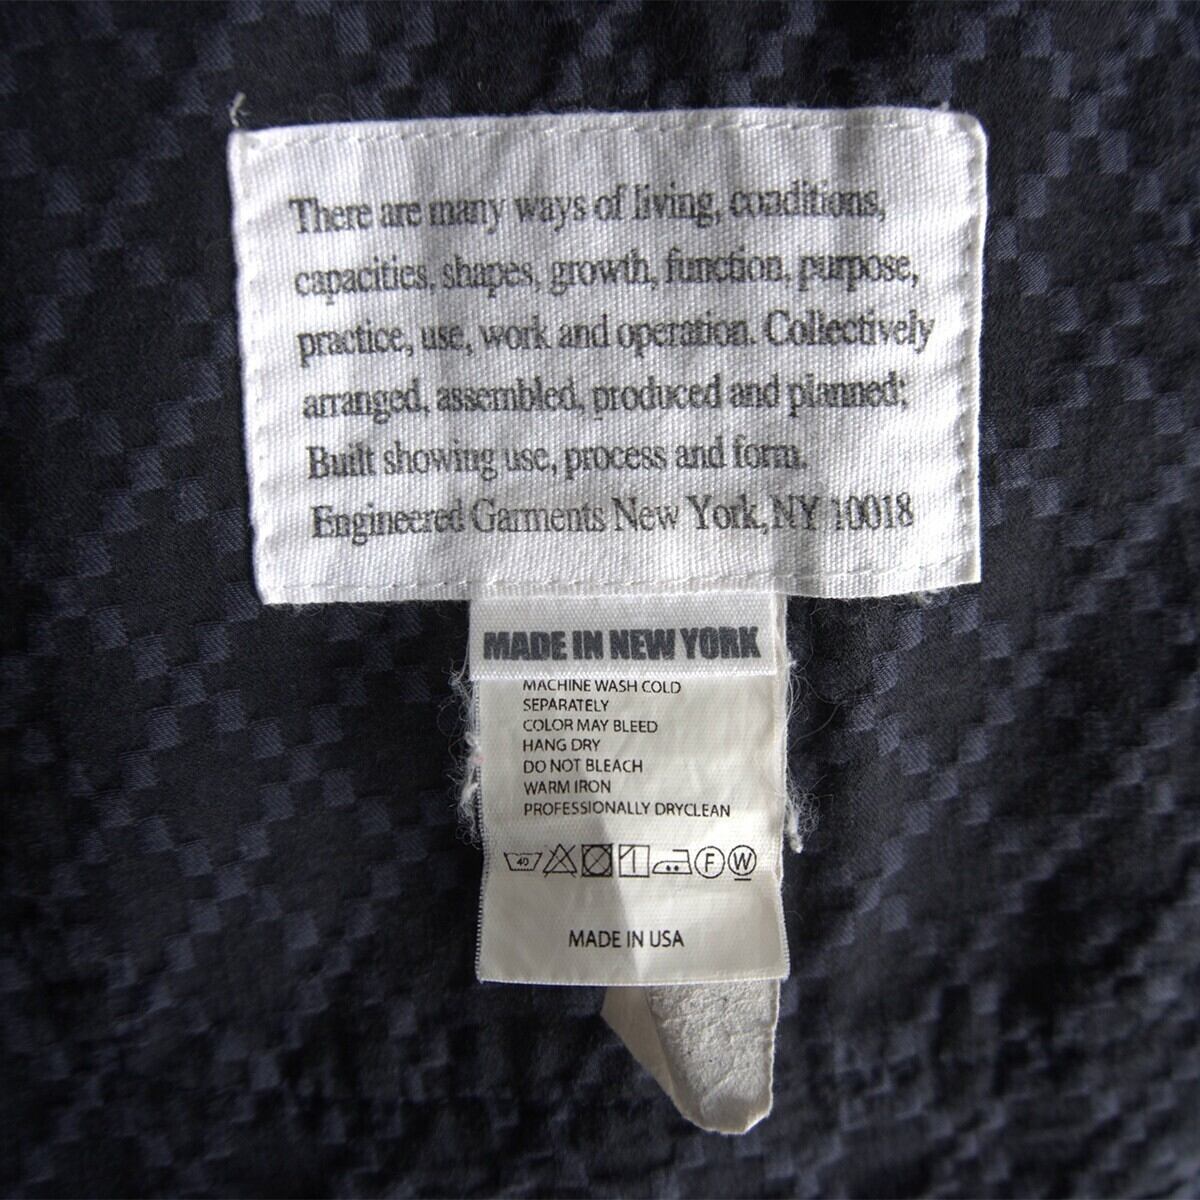 There are many ways of living, conditions,
capacities, shapes, growth, function, purpose,
practice, use, work and operation. Collectively
arranged, assembled, produced and planned;
Built showing use, process and form.
Engineered Garments New York, NY 10018
MADE IN NEW YORK
MACHINE WASH COLD
SEPARATELY
COLOR MAY BLEED
HANG DRY
DO NOT BLEACH
WARM IRON
PROFESSIONALLY DRYCLEAN
40 F W
MADE IN USA